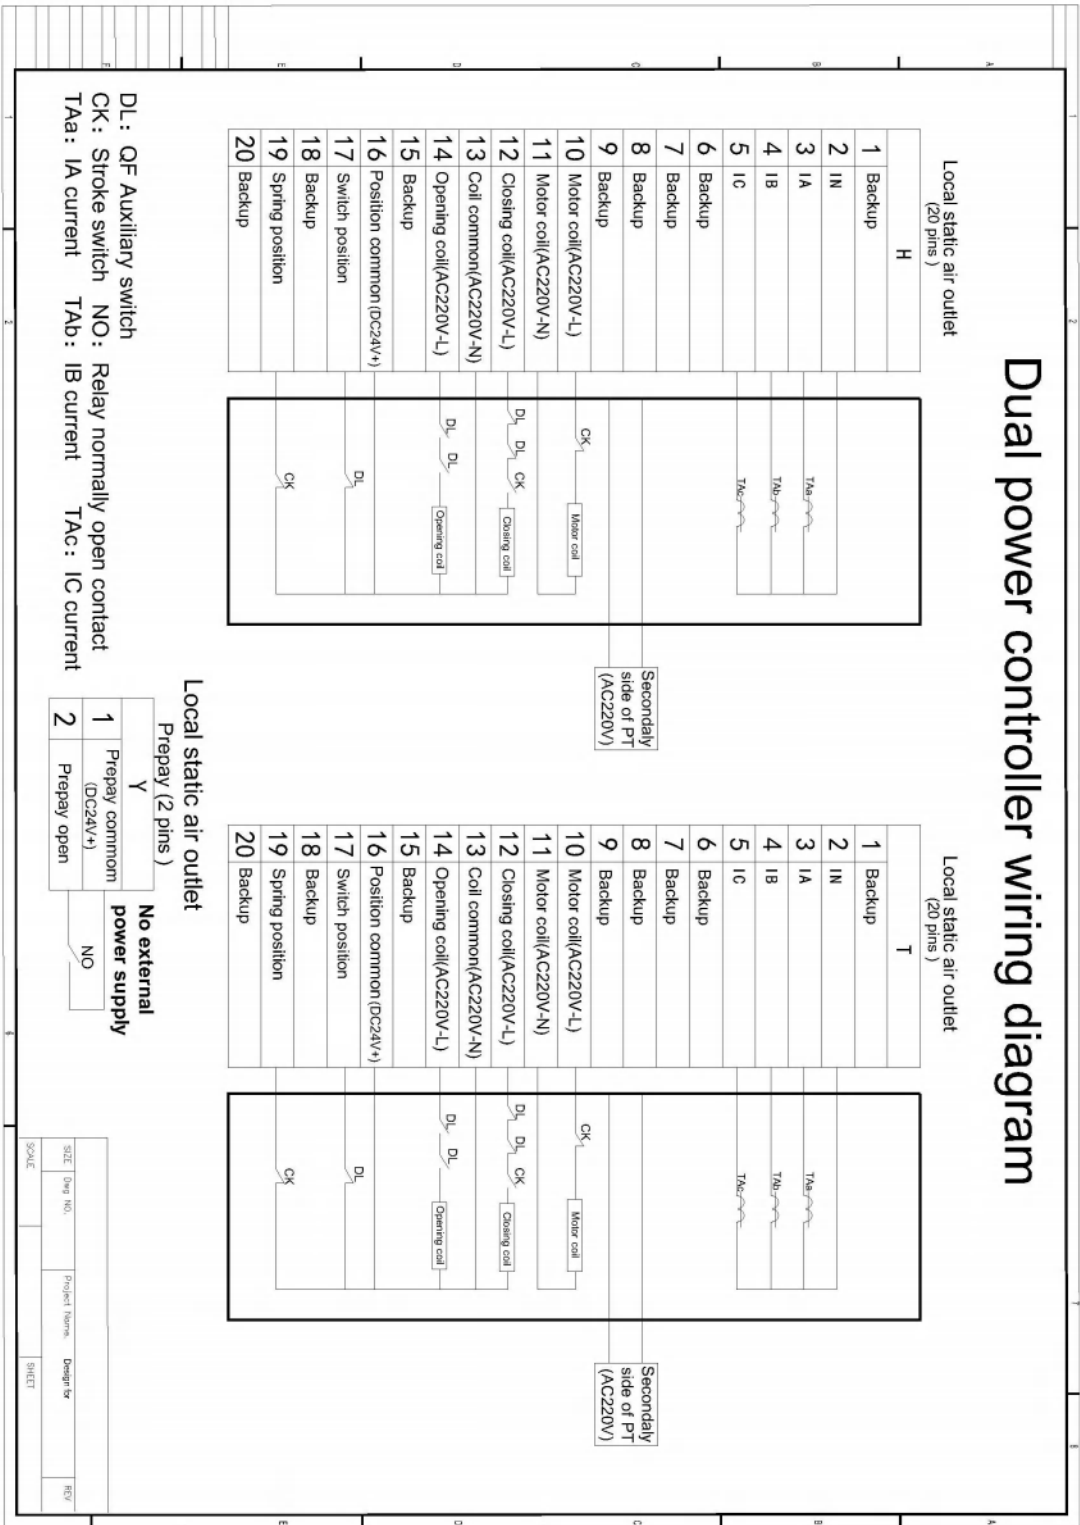 Dual power controller wiring diagram
Local static air outlet
(20 pins )
H
1 Backup
2 IN
3 IA
4 IB
5 IC
6 Backup
7 Backup
8 Backup
9 Backup
10 Motor coil(AC220V-L)
11 Motor coil(AC220V-N)
12 Closing coil(AC220V-L)
13 Coil common(AC220V-N)
14 Opening coil(AC220V-L)
15 Backup
16 Position common(DC24V+)
17 Switch position
18 Backup
19 Spring position
20 Backup
TAa
TAb
TAc
CK
Motor coil
DL DL CK
Closing coil
DL DL
Opening coil
DL
CK
Secondaly
side of PT
(AC220V)
Local static air outlet
(20 pins )
T
1 Backup
2 IN
3 IA
4 IB
5 IC
6 Backup
7 Backup
8 Backup
9 Backup
10 Motor coil(AC220V-L)
11 Motor coil(AC220V-N)
12 Closing coil(AC220V-L)
13 Coil common(AC220V-N)
14 Opening coil(AC220V-L)
15 Backup
16 Position common(DC24V+)
17 Switch position
18 Backup
19 Spring position
20 Backup
TAa
TAb
TAc
CK
Motor coil
DL DL CK
Closing coil
DL DL
Opening coil
DL
CK
Secondaly
side of PT
(AC220V)
DL: QF Auxiliary switch
CK: Stroke switch NO: Relay normally open contact
TAa: IA current TAb: IB current TAc: IC current
Local static air outlet
Prepay (2 pins )
Y
1 Prepay commom
(DC24V+)
2 Prepay open
No external
power supply
NO
SIZE Dwg NO. Project Name. Design for REV
SCALE SHEET